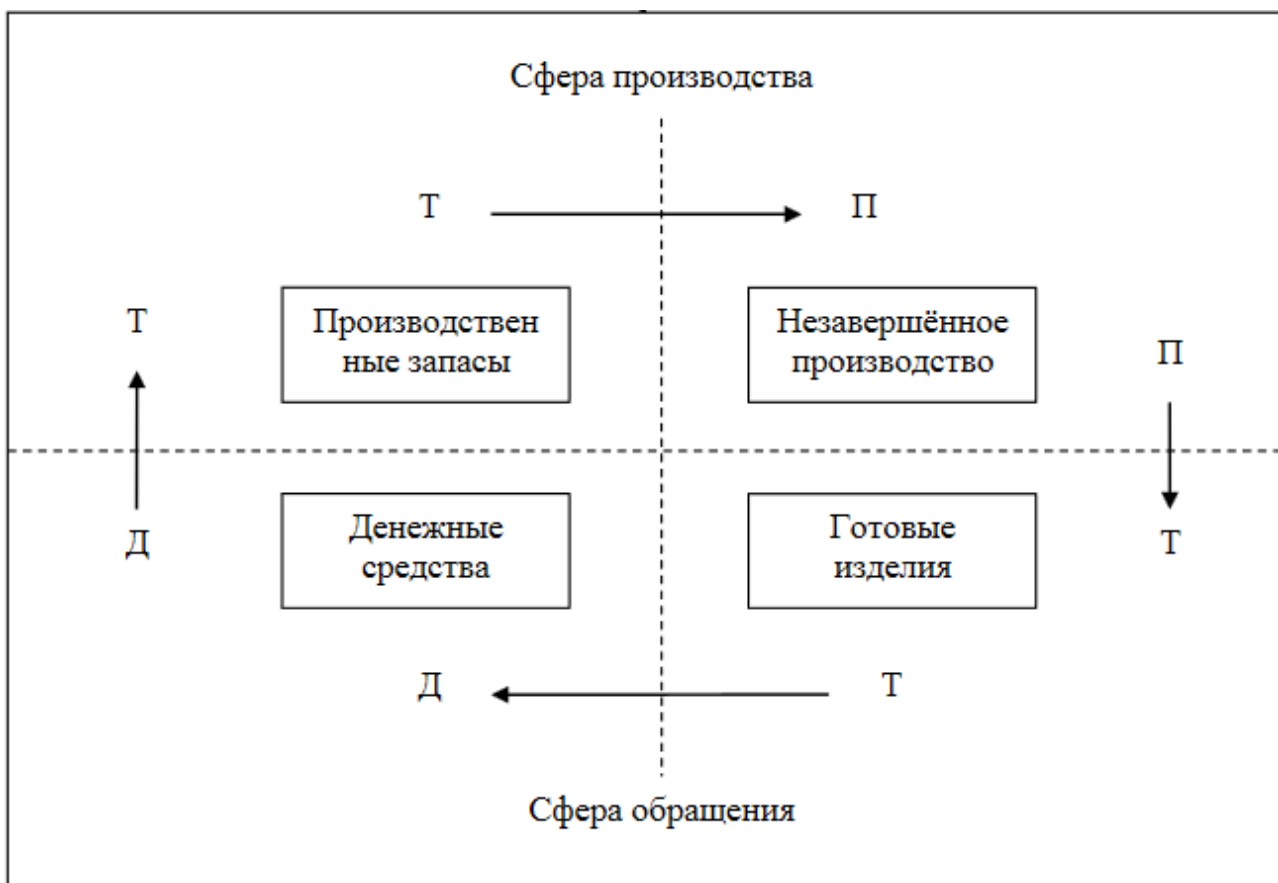 Сфера производства
Т
П
Производствен
ные запасы
Незавершённое
производство
Т
П
Денежные
средства
Готовые
изделия
Д
Т
Д
Т
Сфера обращения